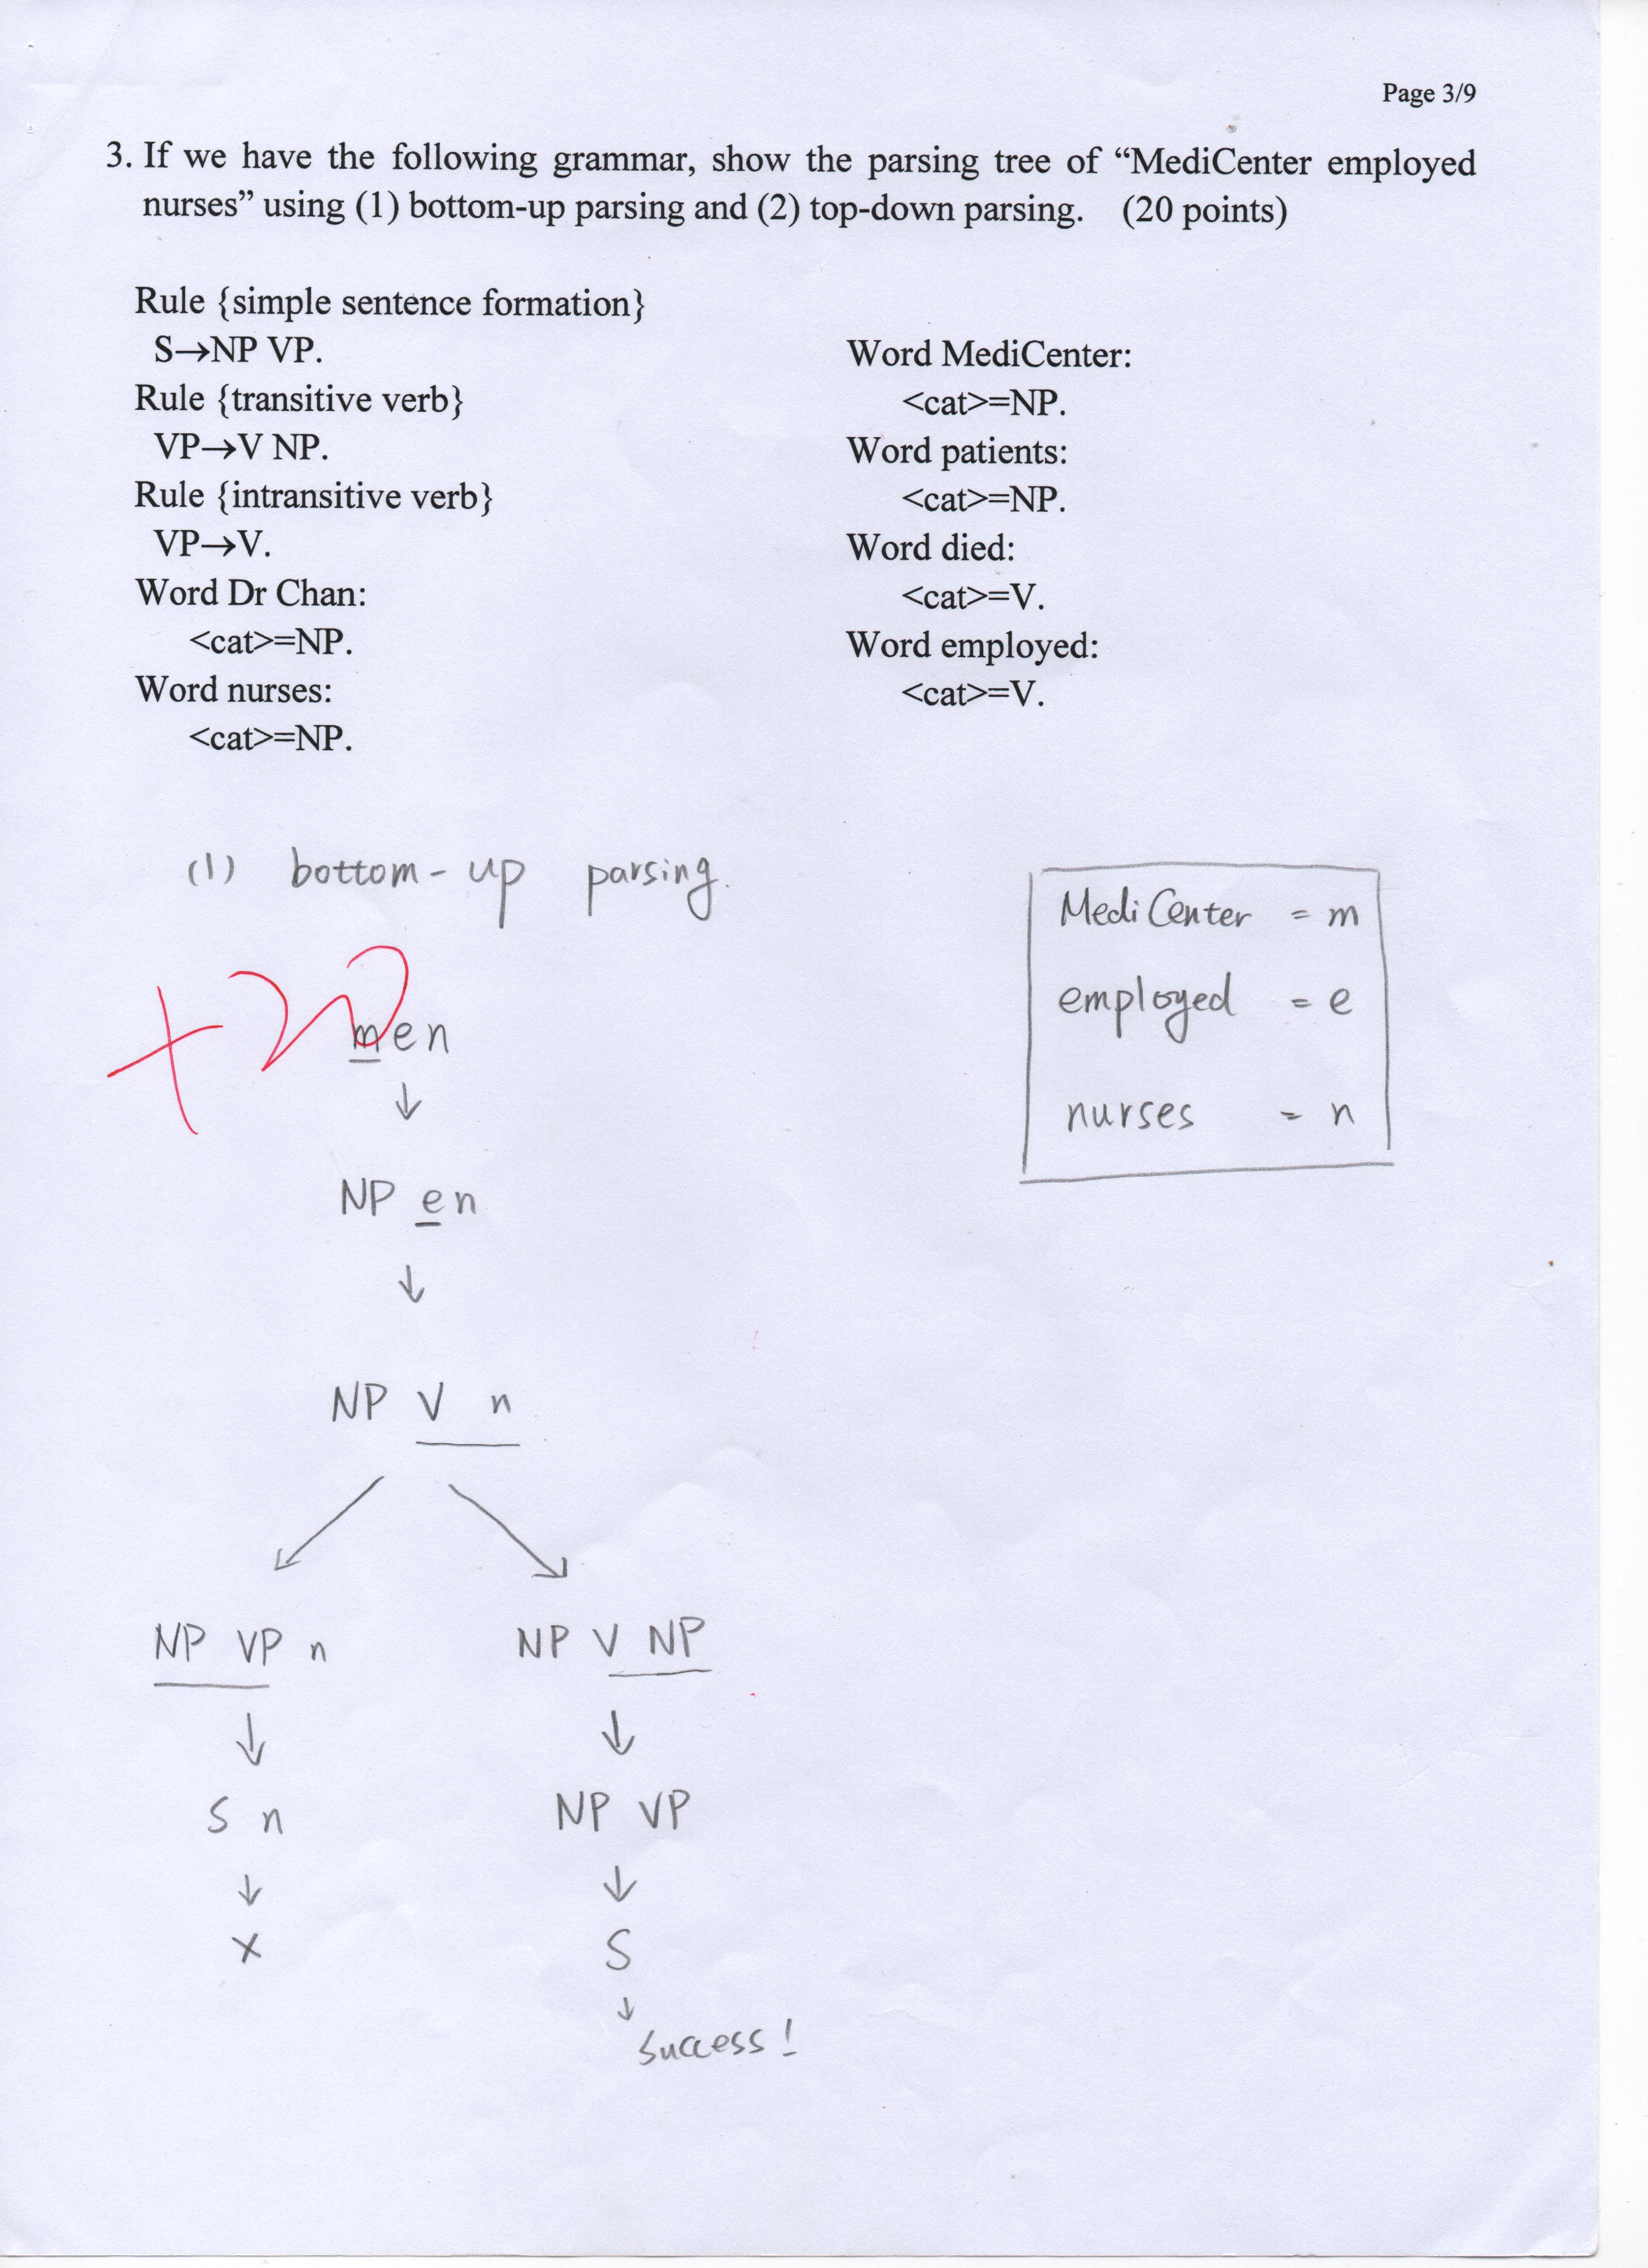 Page 3/9
3. If we have the following grammar, show the parsing tree of “MediCenter employed
nurses” using (1) bottom-up parsing and (2) top-down parsing. (20 points)
Rule {simple sentence formation}
S→NP VP.
Rule {transitive verb}
VP→V NP.
Rule {intransitive verb}
VP→V.
Word Dr Chan:
<cat>=NP.
Word nurses:
<cat>=NP.
Word MediCenter:
<cat>=NP.
Word patients:
<cat>=NP.
Word died:
<cat>=V.
Word employed:
<cat>=V.
(1) bottom-up parsing.
MediCenter = m
employed = e
nurses = n
+20
men
↓
NP en
↓
NP V n
NP VP n NP V NP
↓ ↓
S n NP VP
↓ ↓
X S
↓
Success!